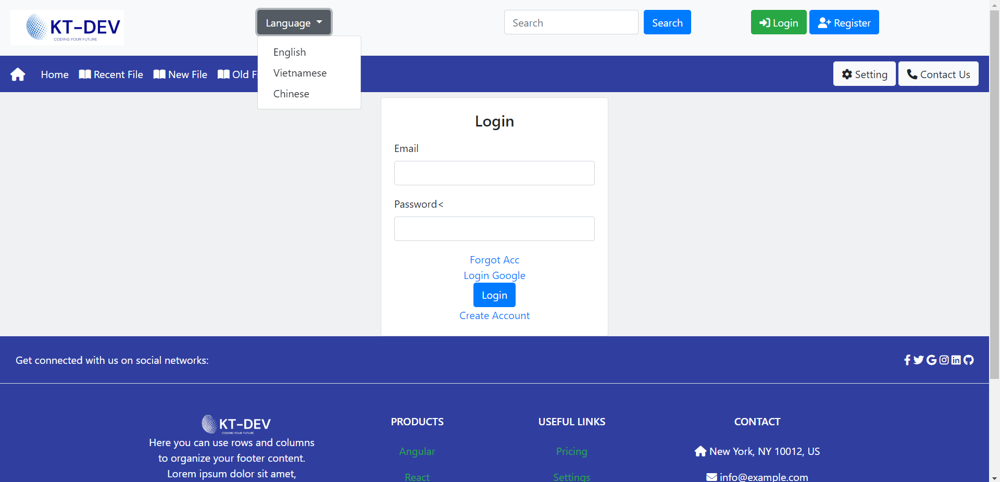 KT-DEV
CODING YOUR FUTURE
Language
Search
Search
Login
Register
English
Vietnamese
Chinese
Home
Recent File
New File
Old Fi
Setting
Contact Us
Login
Email
Password<
Forgot Acc
Login Google
Login
Create Account
Get connected with us on social networks:
KT-DEV
CODING YOUR FUTURE
Here you can use rows and columns
to organize your footer content.
Lorem ipsum dolor sit amet,
PRODUCTS
Angular
React
USEFUL LINKS
Pricing
Settings
CONTACT
New York, NY 10012, US
info@example.com